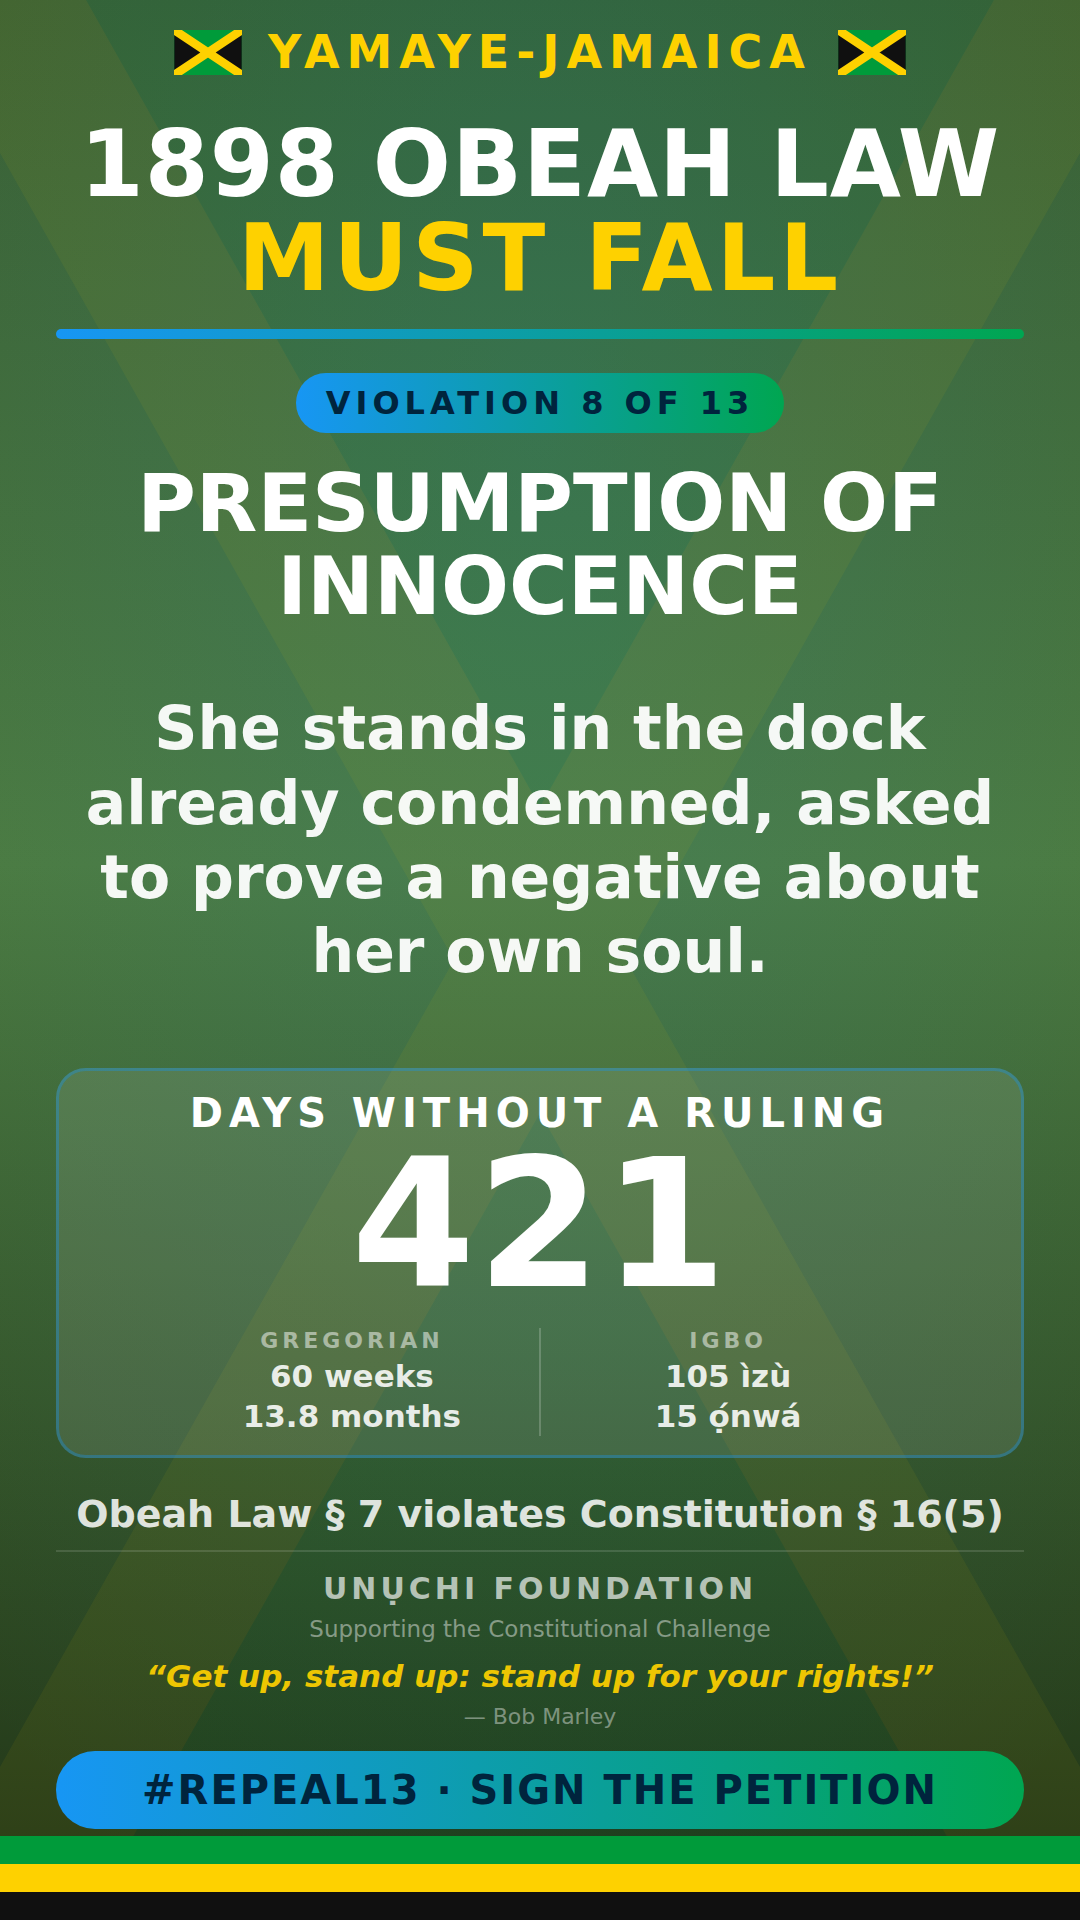 YAMAYE-JAMAICA
1898 OBEAH LAW
MUST FALL
VIOLATION 8 OF 13
PRESUMPTION OF
INNOCENCE
She stands in the dock
already condemned, asked
to prove a negative about
her own soul.
DAYS WITHOUT A RULING
421
GREGORIAN
60 weeks
13.8 months
IGBO
105 ìzù
15 ọ́nwá
Obeah Law § 7 violates Constitution § 16(5)
UNỤCHI FOUNDATION
Supporting the Constitutional Challenge
“Get up, stand up: stand up for your rights!”
— Bob Marley
#REPEAL13 · SIGN THE PETITION